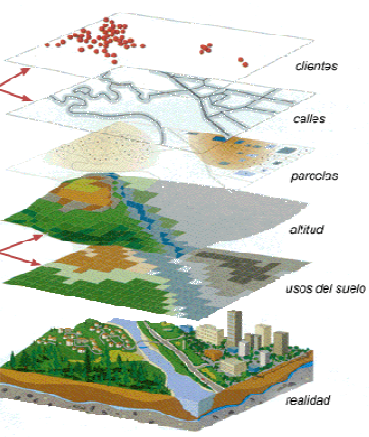 clientes
calles
parcelas
altitud
usos del suelo
realidad